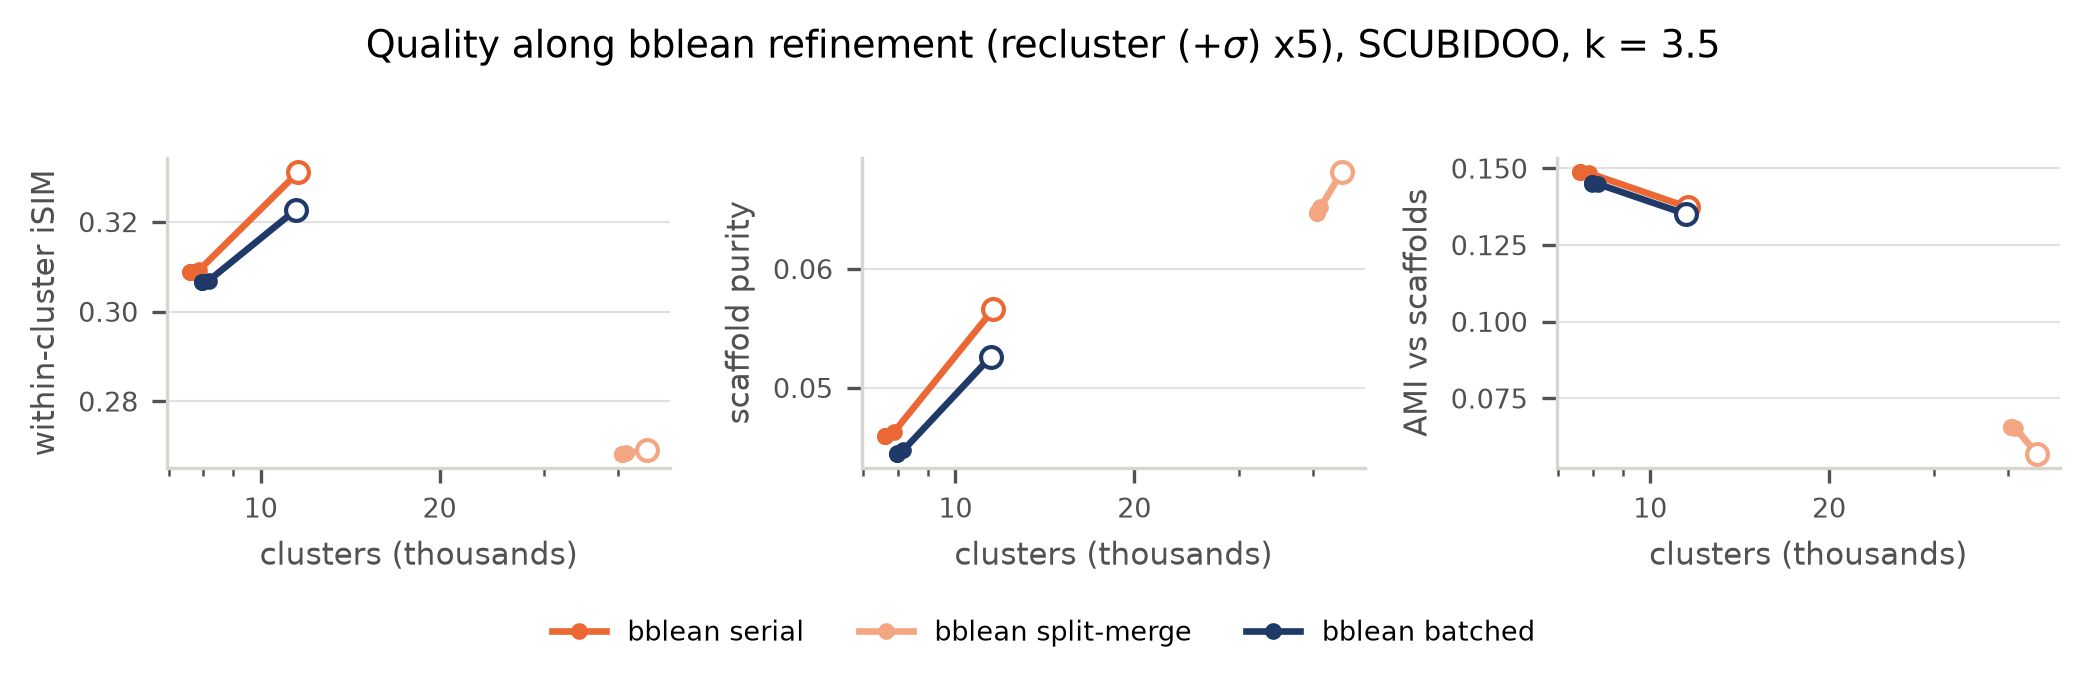 Quality along bblean refinement (recluster (+σ) x5), SCUBIDOO, k = 3.5
within-cluster iSIM
0.32
0.30
0.28
10
20
clusters (thousands)
scaffold purity
0.06
0.05
10
20
clusters (thousands)
AMI vs scaffolds
0.150
0.125
0.100
0.075
10
20
clusters (thousands)
bblean serial
bblean split-merge
bblean batched